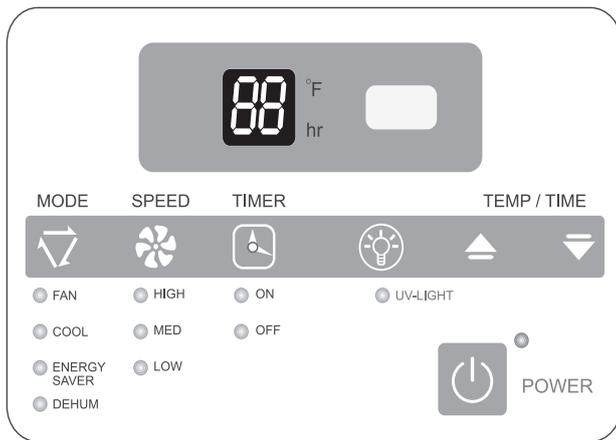 88
°F
hr
MODE SPEED TIMER TEMP / TIME
FAN HIGH ON UV-LIGHT
COOL MED OFF
ENERGY
SAVER
LOW
DEHUM
POWER